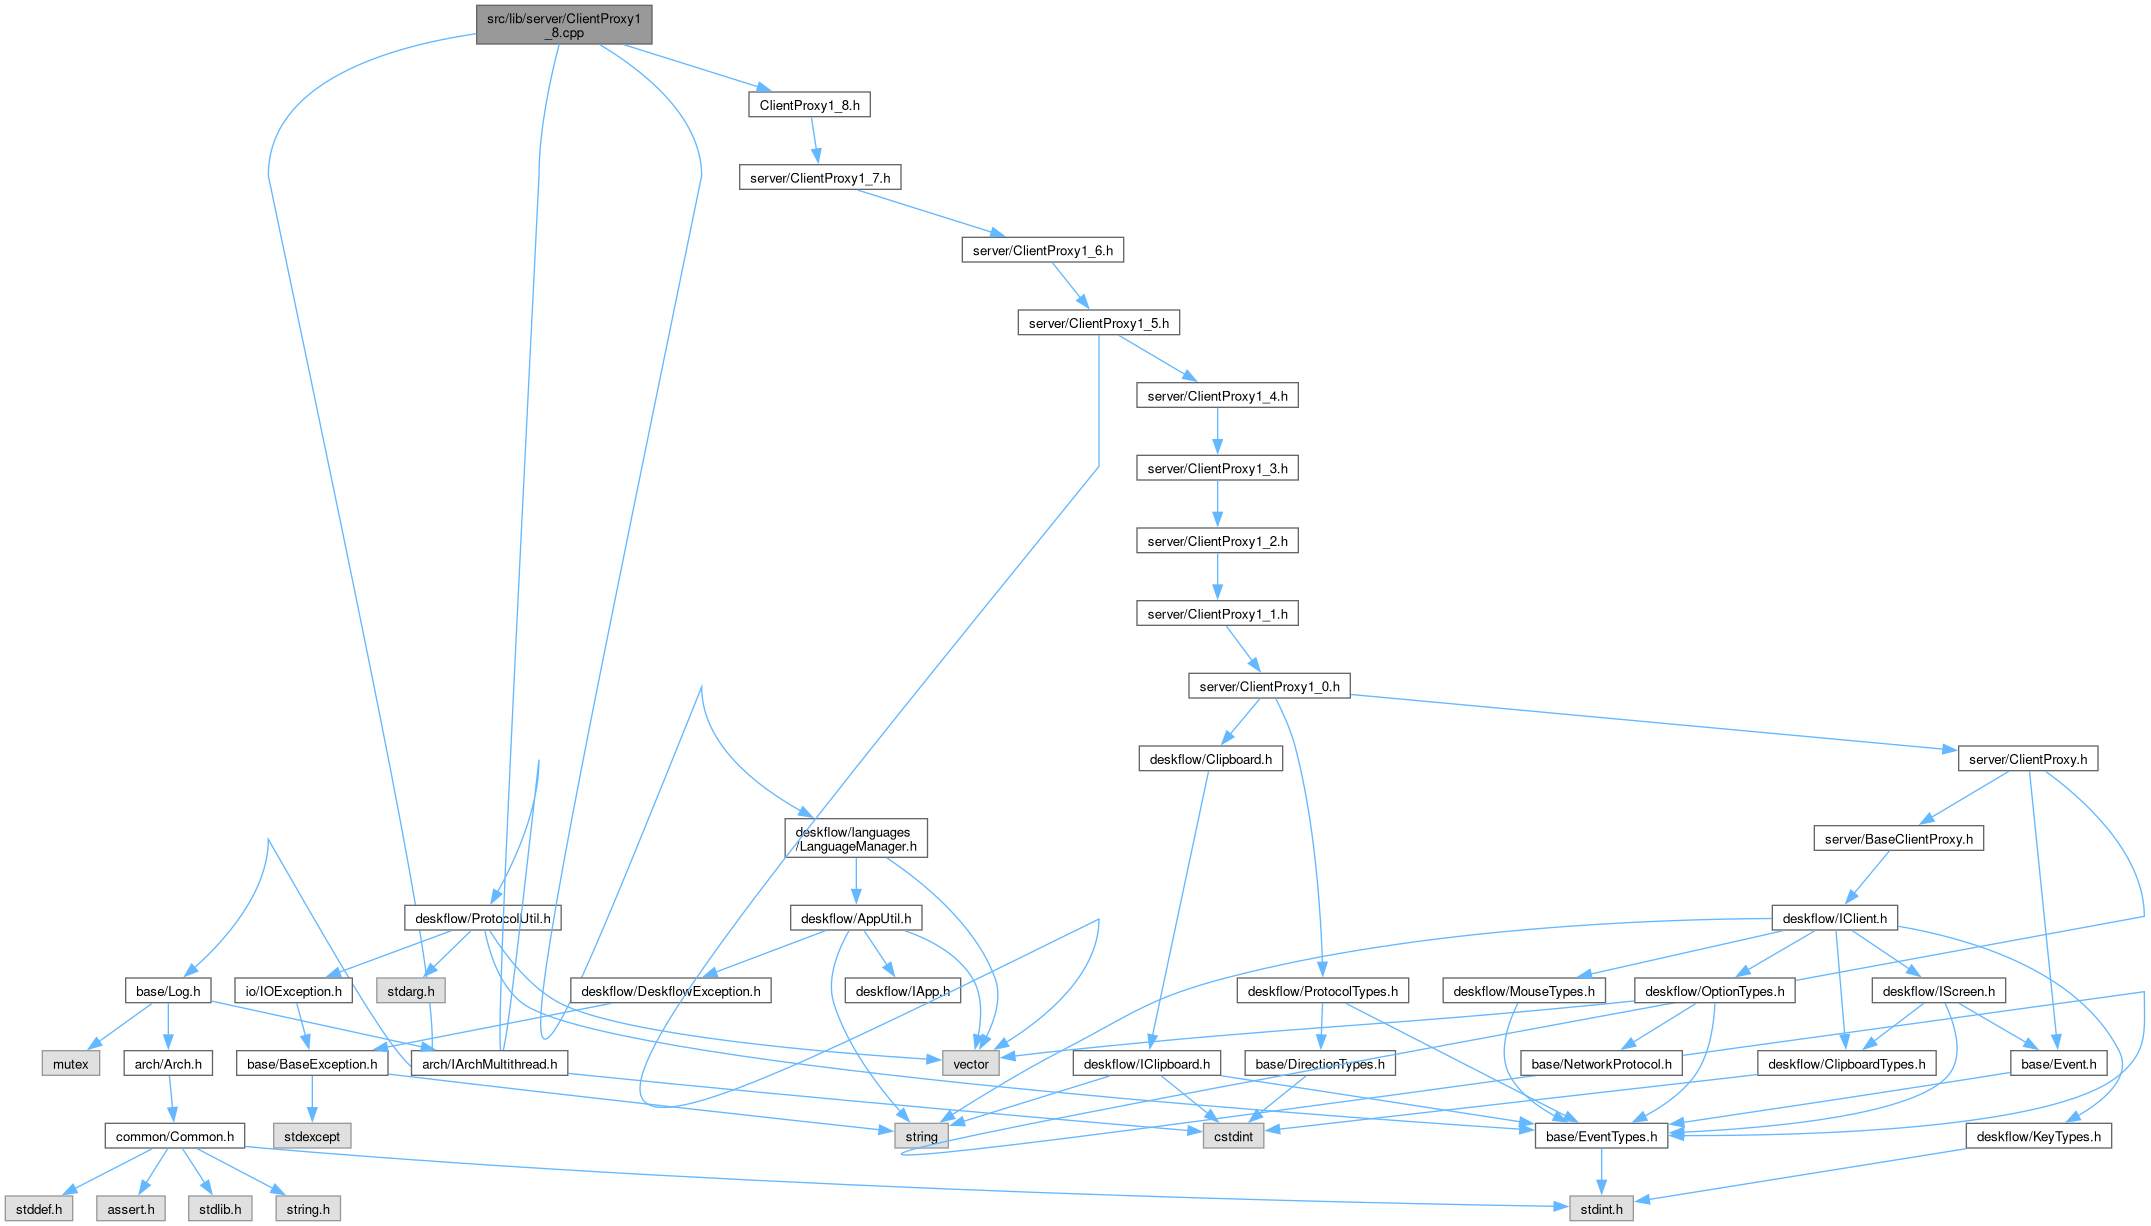 src/lib/server/ClientProxy1
_8.cpp
ClientProxy1_8.h
server/ClientProxy1_7.h
server/ClientProxy1_6.h
server/ClientProxy1_5.h
server/ClientProxy1_4.h
server/ClientProxy1_3.h
server/ClientProxy1_2.h
server/ClientProxy1_1.h
server/ClientProxy1_0.h
deskflow/Clipboard.h
server/ClientProxy.h
deskflow/languages
/LanguageManager.h
server/BaseClientProxy.h
deskflow/ProtocolUtil.h
deskflow/AppUtil.h
deskflow/IClient.h
base/Log.h
io/IOException.h
stdarg.h
deskflow/DeskflowException.h
deskflow/IApp.h
deskflow/ProtocolTypes.h
deskflow/MouseTypes.h
deskflow/OptionTypes.h
deskflow/IScreen.h
mutex
arch/Arch.h
base/BaseException.h
arch/IArchMultithread.h
vector
deskflow/IClipboard.h
base/DirectionTypes.h
base/NetworkProtocol.h
deskflow/ClipboardTypes.h
base/Event.h
common/Common.h
stdexcept
string
cstdint
base/EventTypes.h
deskflow/KeyTypes.h
stddef.h
assert.h
stdlib.h
string.h
stdint.h